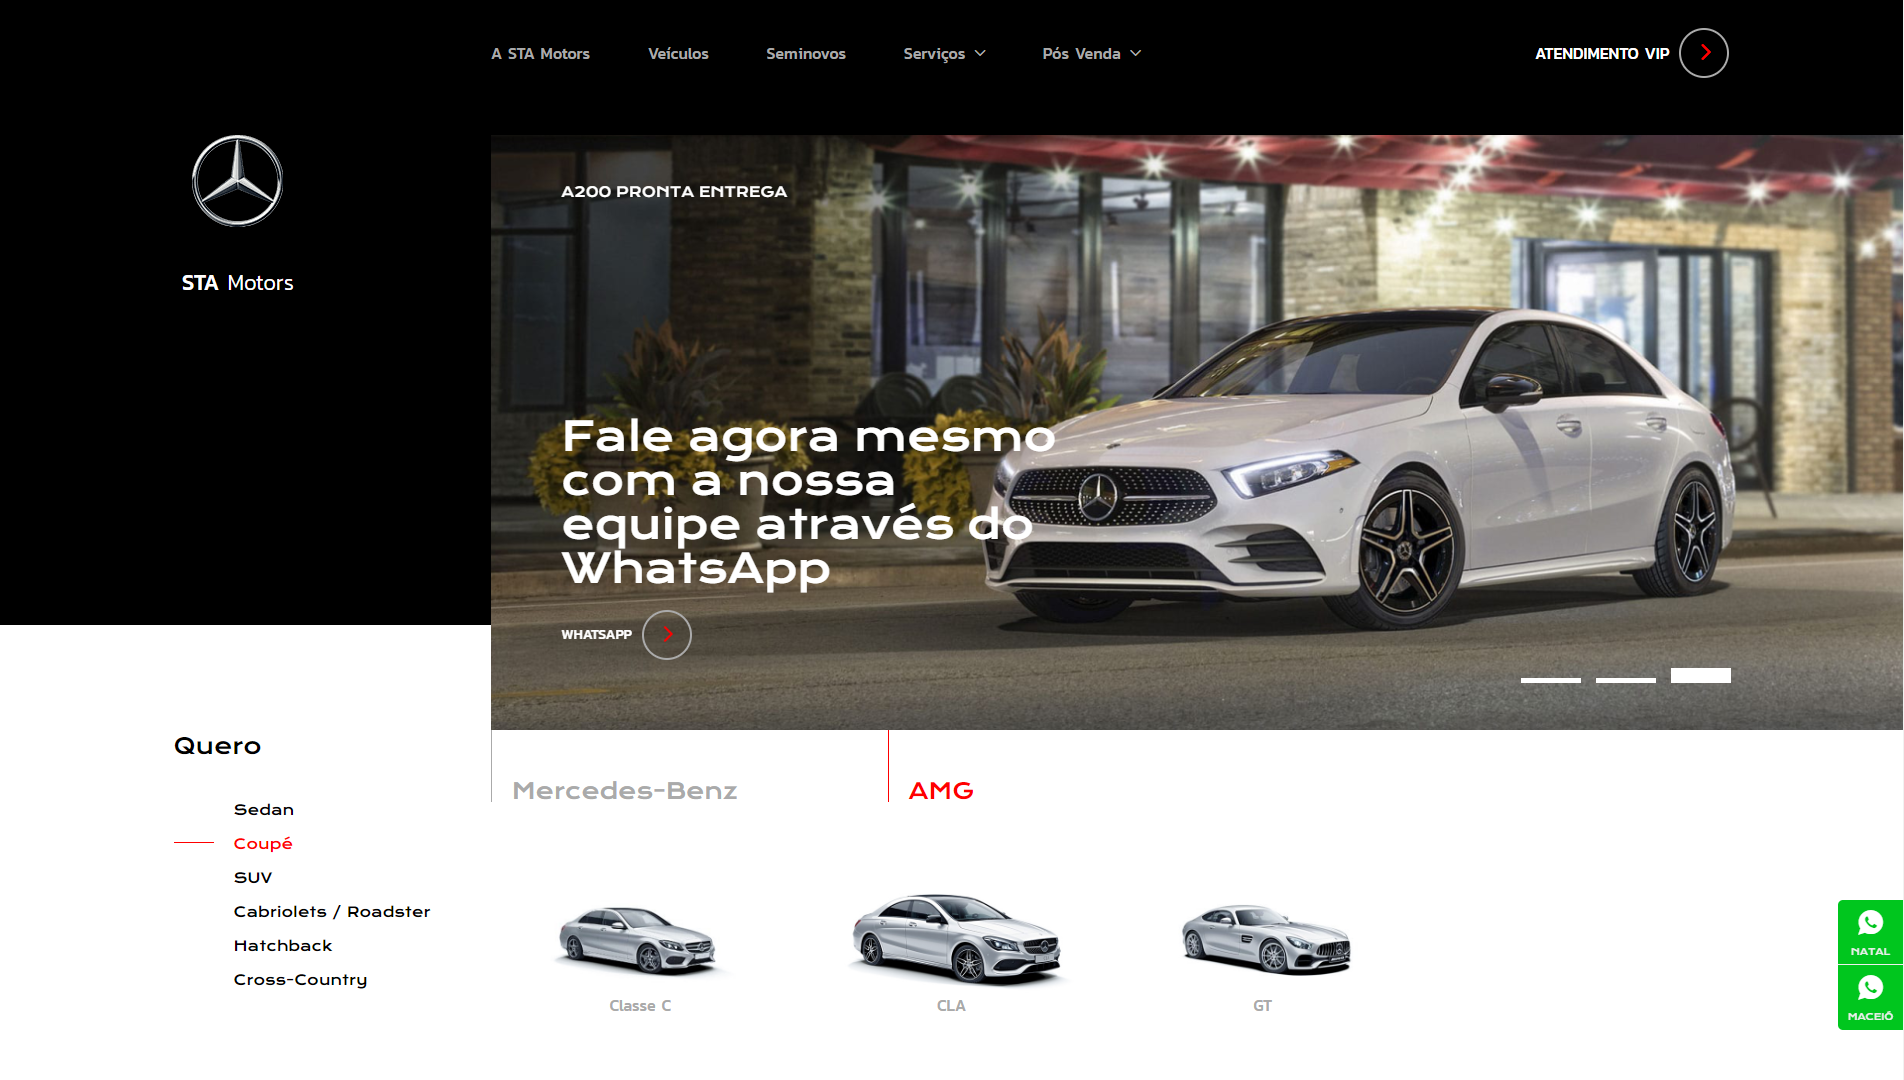 A STA Motors
Veículos
Seminovos
Serviços
Pós Venda
ATENDIMENTO VIP
STA Motors
A200 PRONTA ENTREGA
Fale agora mesmo
com a nossa
equipe através do
WhatsApp
WHATSAPP
Quero
Sedan
Coupé
SUV
Cabriolets / Roadster
Hatchback
Cross-Country
Mercedes-Benz
AMG
Classe C
CLA
GT
NATAL
MACEIÓ